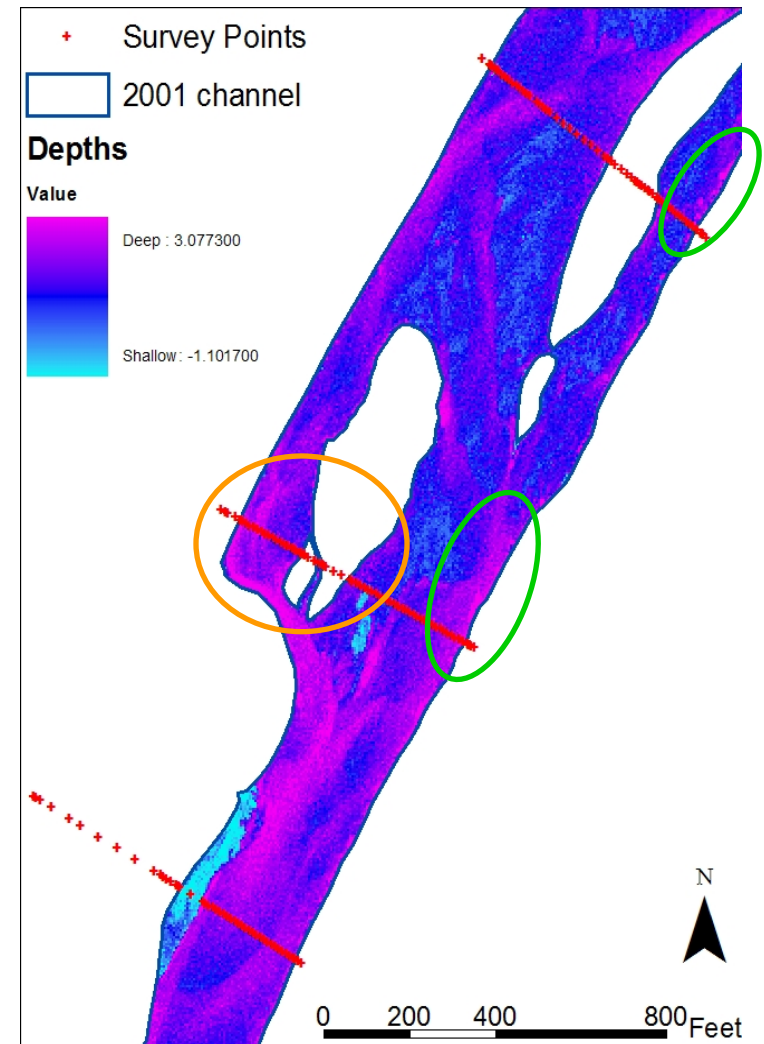 Survey Points
2001 channel
Depths
Value
Deep : 3.077300
Shallow : -1.101700
N
0 200 400 800 Feet